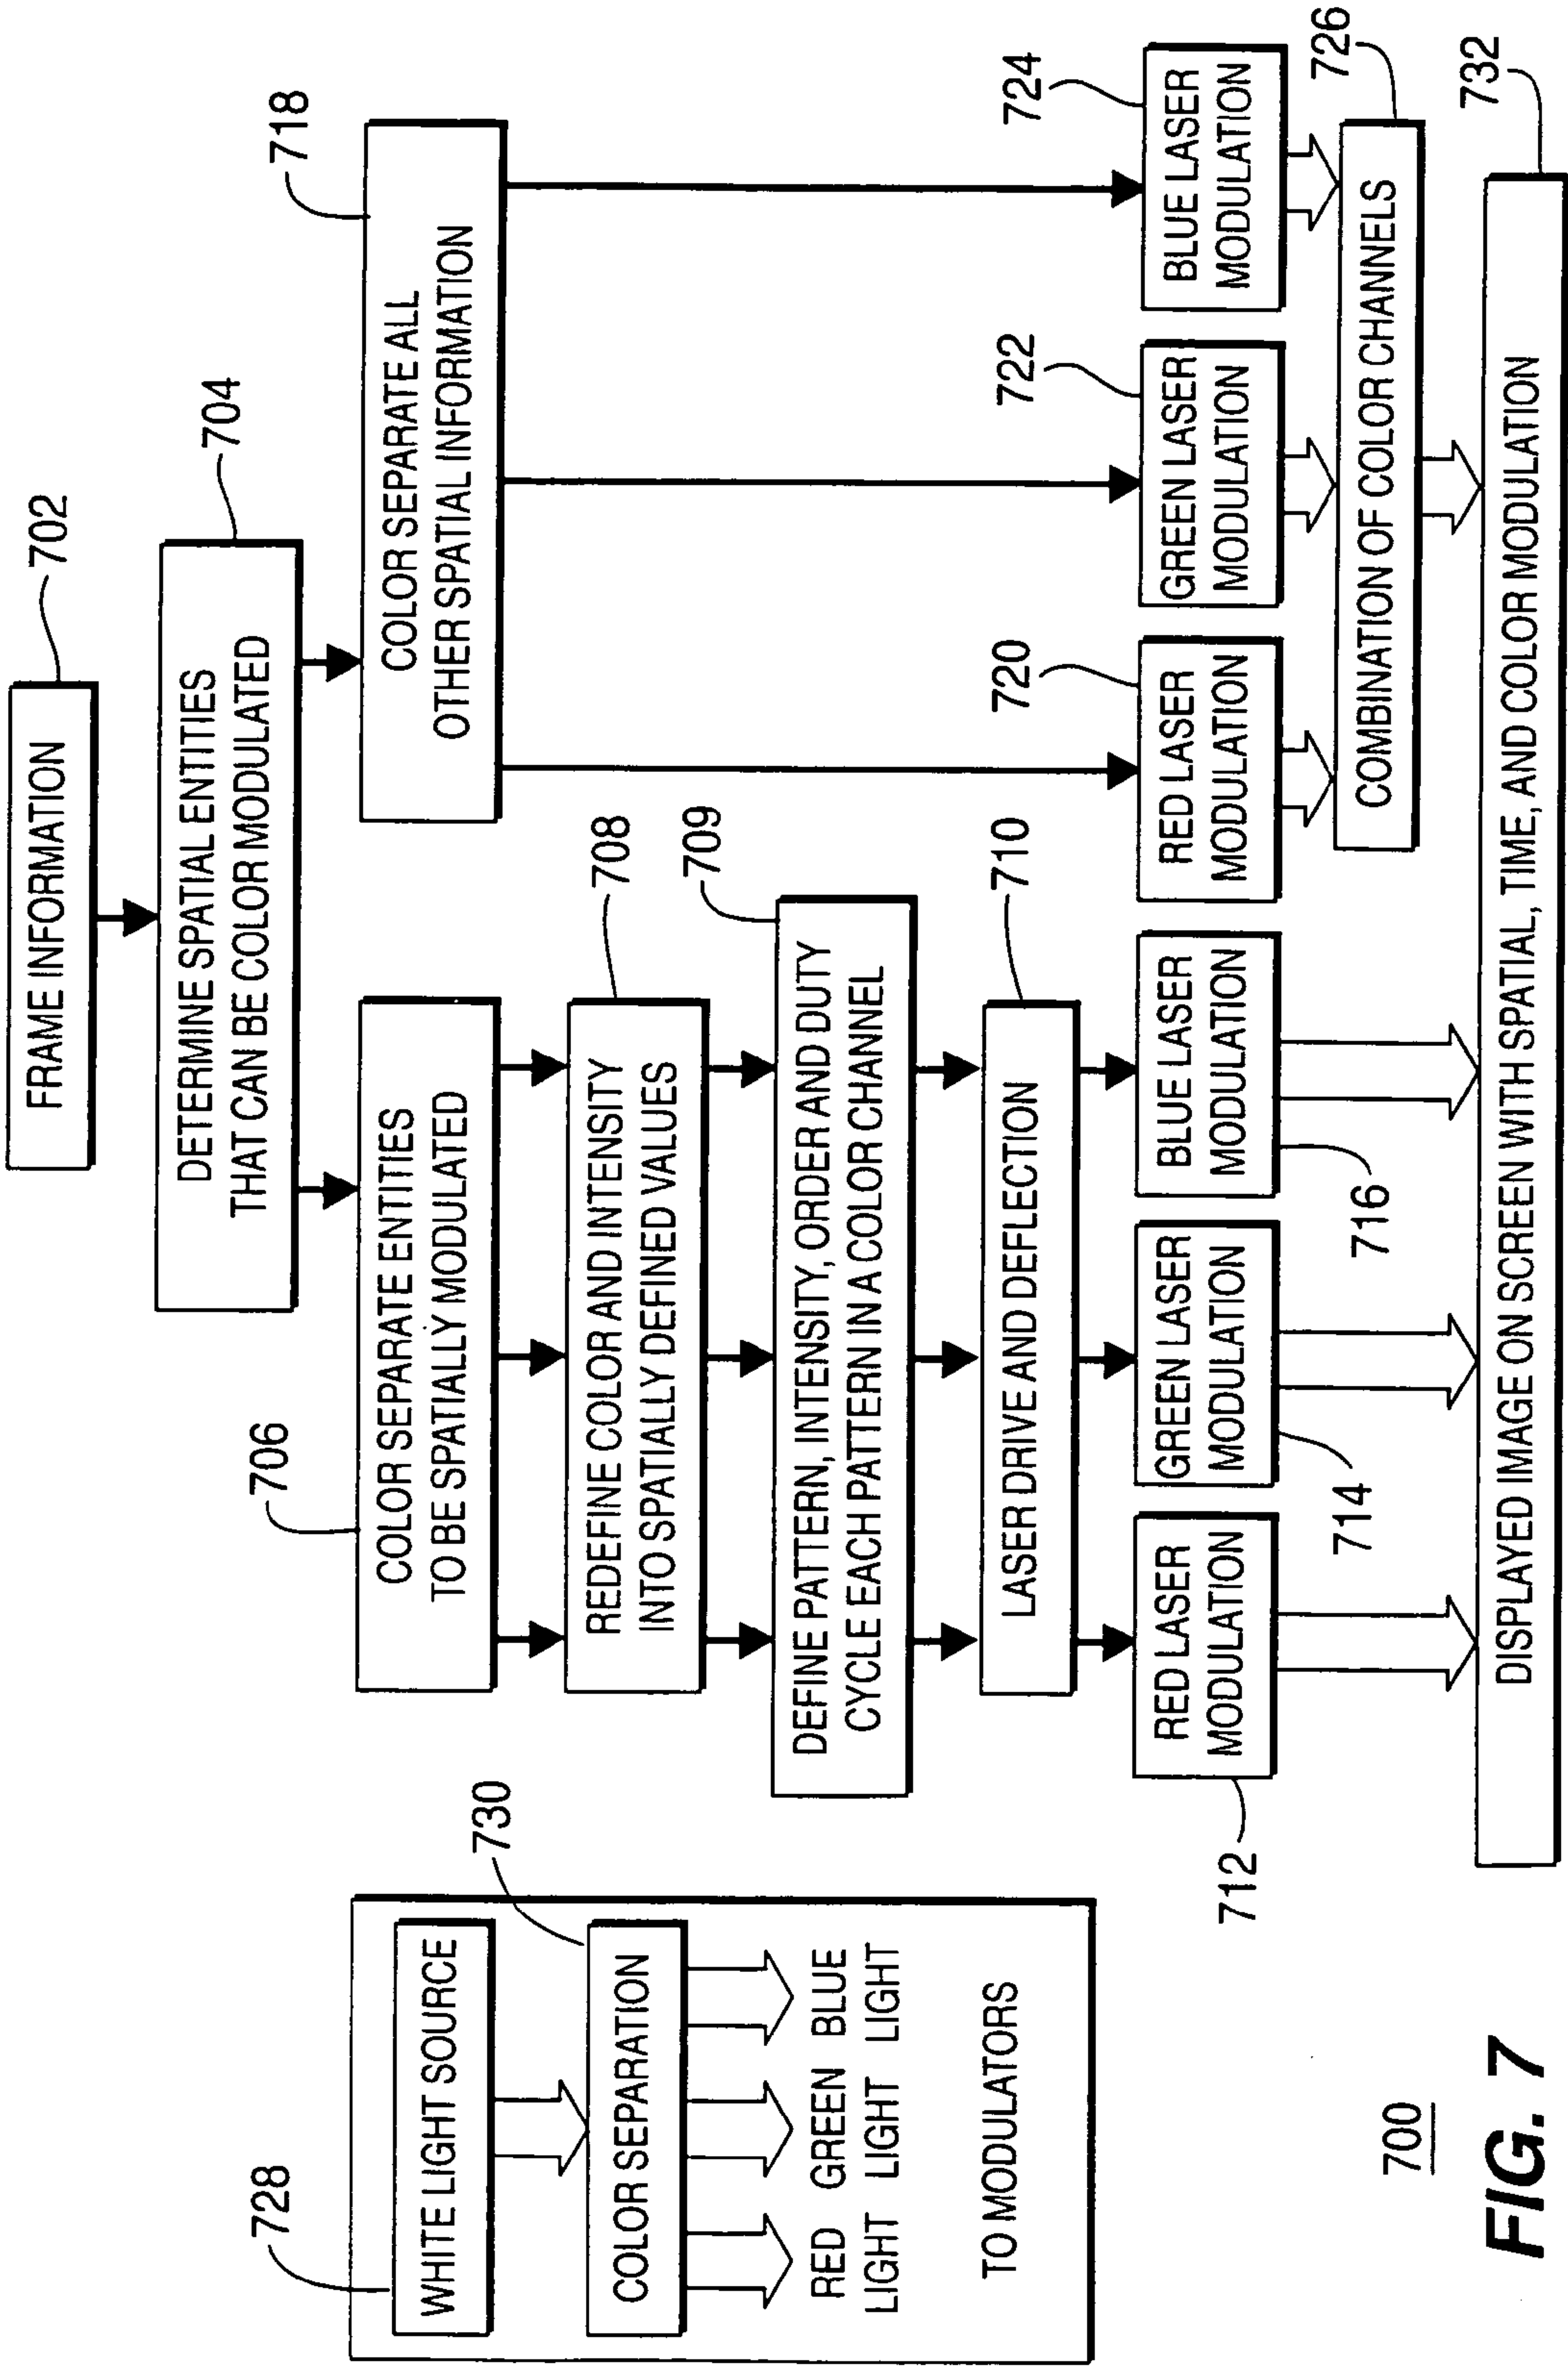 702
FRAME INFORMATION
704
DETERMINE SPATIAL ENTITIES
THAT CAN BE COLOR MODULATED
706
COLOR SEPARATE ENTITIES
TO BE SPATIALLY MODULATED
718
COLOR SEPARATE ALL
OTHER SPATIAL INFORMATION
708
REDEFINE COLOR AND INTENSITY
INTO SPATIALLY DEFINED VALUES
709
DEFINE PATTERN, INTENSITY, ORDER AND DUTY
CYCLE EACH PATTERN IN A COLOR CHANNEL
710
LASER DRIVE AND DEFLECTION
712
RED LASER
MODULATION
714
GREEN LASER
MODULATION
716
BLUE LASER
MODULATION
720
RED LASER
MODULATION
722
GREEN LASER
MODULATION
724
BLUE LASER
MODULATION
726
COMBINATION OF COLOR CHANNELS
732
DISPLAYED IMAGE ON SCREEN WITH SPATIAL, TIME, AND COLOR MODULATION
728
WHITE LIGHT SOURCE
730
COLOR SEPARATION
RED GREEN BLUE
LIGHT LIGHT LIGHT
TO MODULATORS
700
FIG. 7